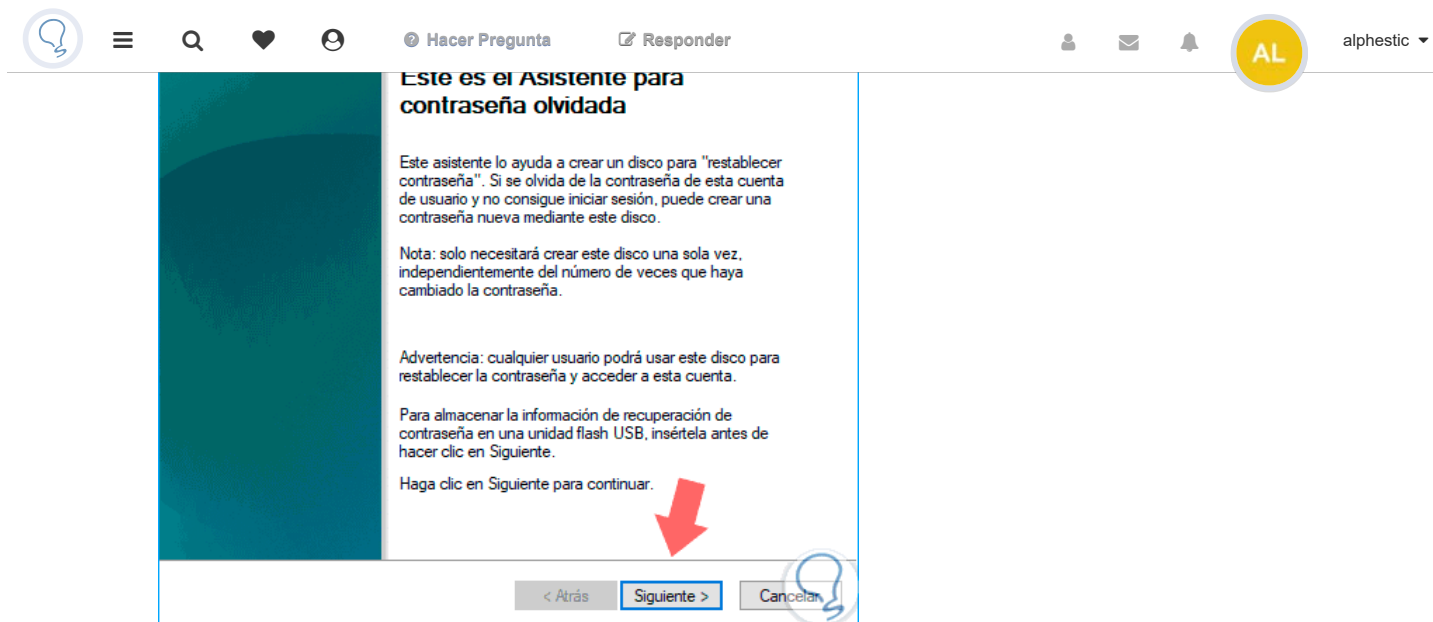 Hacer Pregunta
Responder
AL
alphestic
Este es el Asistente para
contraseña olvidada
Este asistente lo ayuda a crear un disco para "restablecer
contraseña". Si se olvida de la contraseña de esta cuenta
de usuario y no consigue iniciar sesión, puede crear una
contraseña nueva mediante este disco.
Nota: solo necesitará crear este disco una sola vez,
independientemente del número de veces que haya
cambiado la contraseña.
Advertencia: cualquier usuario podrá usar este disco para
restablecer la contraseña y acceder a esta cuenta.
Para almacenar la información de recuperación de
contraseña en una unidad flash USB, insértela antes de
hacer clic en Siguiente.
Haga clic en Siguiente para continuar.
< Atrás
Siguiente >
Cancelar